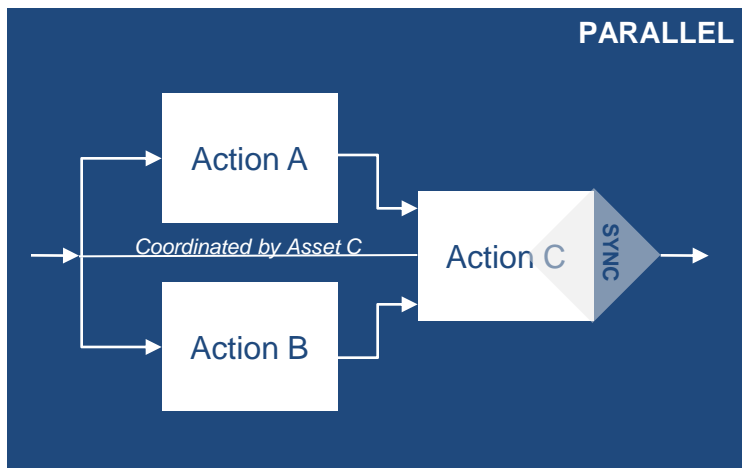 PARALLEL
Action A
Coordinated by Asset C
Action C
SYNC
Action B